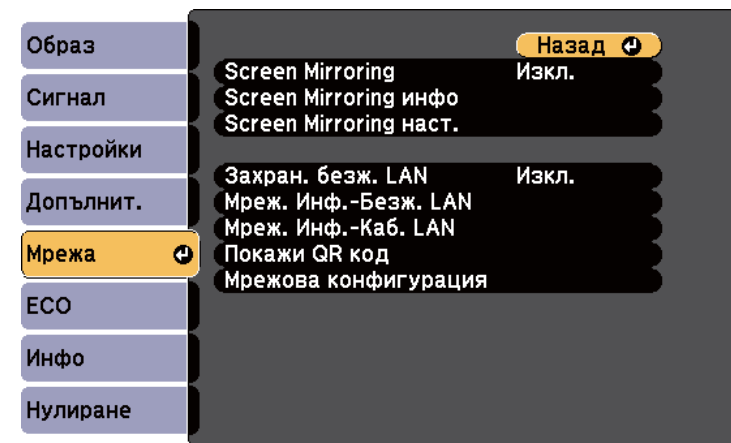 Образ
Сигнал
Настройки
Допълнит.
Мрежа
ECO
Инфо
Нулиране
Назад
Screen Mirroring Изкл.
Screen Mirroring инфо
Screen Mirroring наст.
Захран. безж. LAN Изкл.
Мреж. Инф.-Безж. LAN
Мреж. Инф.-Каб. LAN
Покажи QR код
Мрежова конфигурация